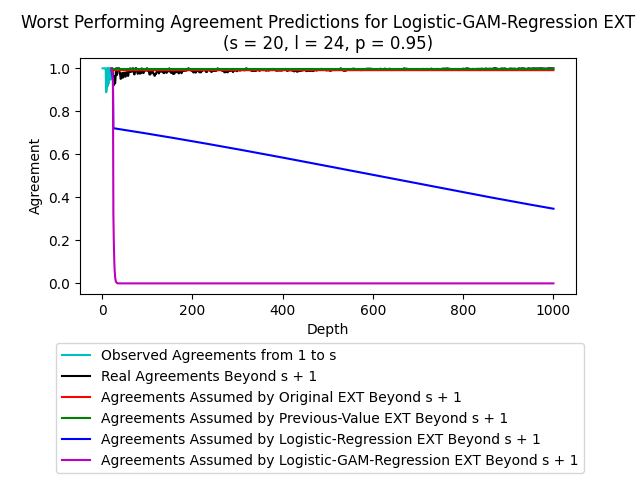 Worst Performing Agreement Predictions for Logistic-GAM-Regression EXT
(s = 20, l = 24, p = 0.95)
1.0
0.8
0.6
0.4
0.2
0.0
Agreement
0 200 400 600 800 1000
Depth
Observed Agreements from 1 to s
Real Agreements Beyond s + 1
Agreements Assumed by Original EXT Beyond s + 1
Agreements Assumed by Previous-Value EXT Beyond s + 1
Agreements Assumed by Logistic-Regression EXT Beyond s + 1
Agreements Assumed by Logistic-GAM-Regression EXT Beyond s + 1